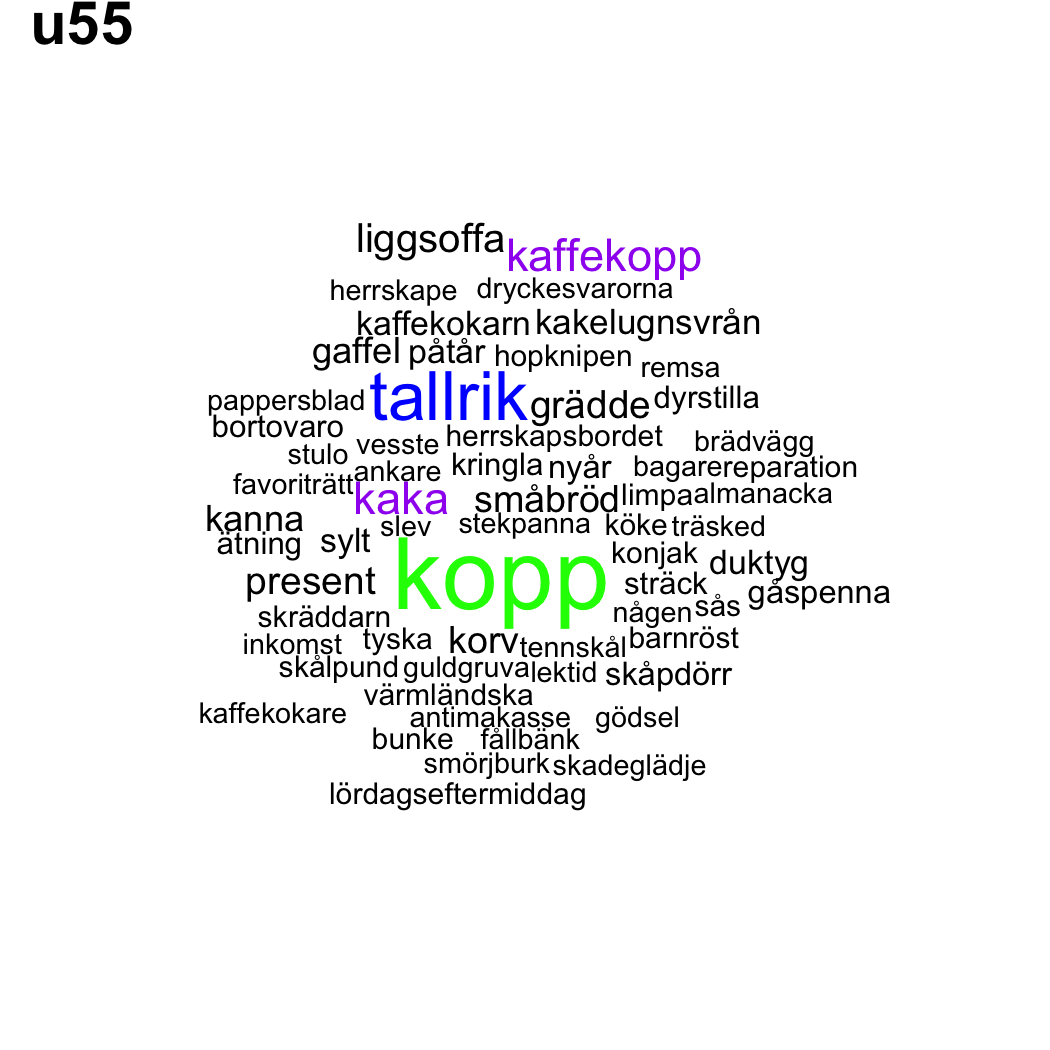 u55
liggsoffa kaffekopp
herrskape dryckesvarorna
kaffekokarn kakelugnsvrån
gaffel påtår hopknipen remsa
pappersblad tallrik grädde dyrstilla
bortovaro vesste herrskapsbordet brädvägg
stulo ankare kringla nyår bagarereparation
favoriträtt kaka småbröd limpa almanacka
kanna slev stekpanna köke träsked
ätning sylt kopp konjak duktyg
present sträck gåspenna
skräddarn någen sås
inkomst tyska korv tennskål barnröst
skålpund guldgruva lektid skåpdörr
värmländska
kaffekokare antimakasse gödsel
bunke fållbänk
smörjburk skadeglädje
lördagseftermiddag